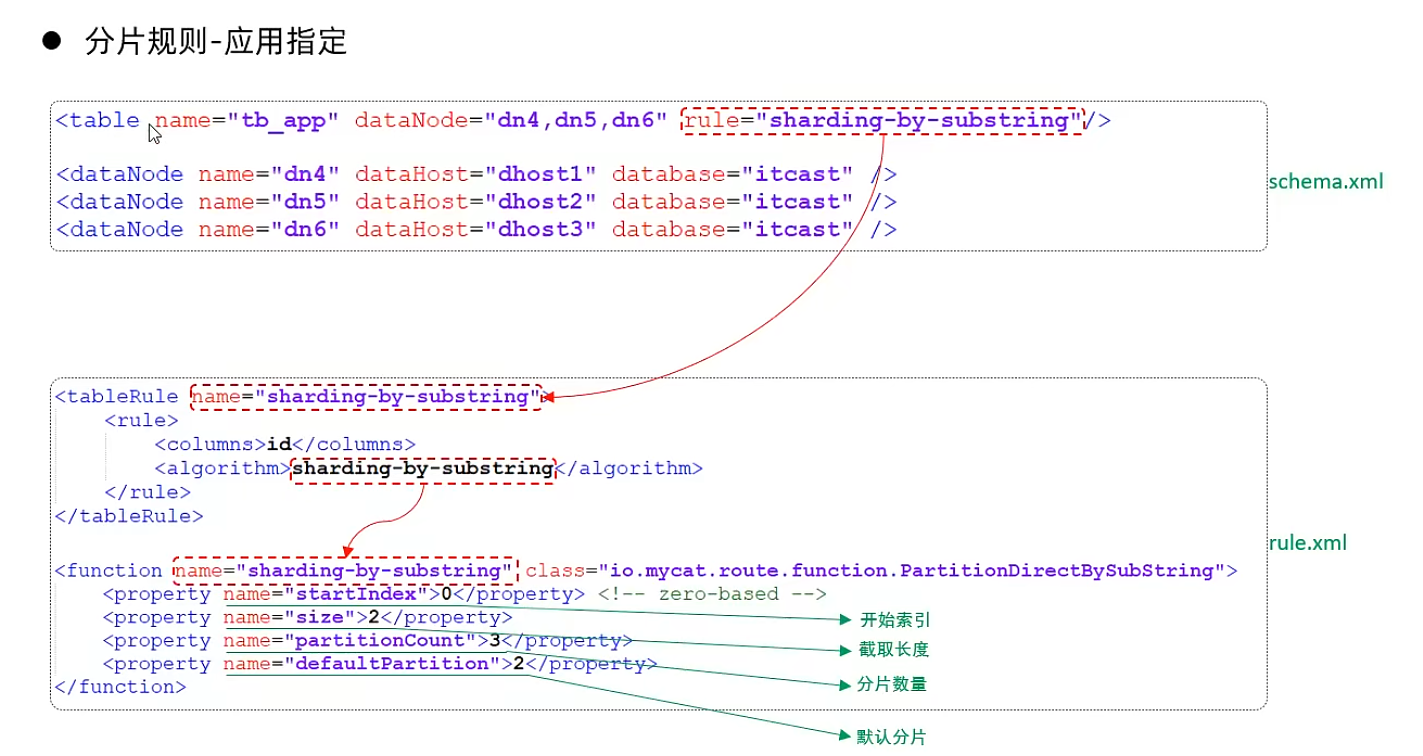 ● 分片规则-应用指定
<table name="tb_app" dataNode="dn4,dn5,dn6" rule="sharding-by-substring"/>
<dataNode name="dn4" dataHost="dhost1" database="itcast" />
<dataNode name="dn5" dataHost="dhost2" database="itcast" />
<dataNode name="dn6" dataHost="dhost3" database="itcast" />
schema.xml
<tableRule name="sharding-by-substring">
<rule>
<columns>id</columns>
<algorithm>sharding-by-substring</algorithm>
</rule>
</tableRule>
<function name="sharding-by-substring" class="io.mycat.route.function.PartitionDirectBySubString">
<property name="startIndex">0</property> <!-- zero-based -->
<property name="size">2</property>
<property name="partitionCount">3</property>
<property name="defaultPartition">2</property>
</function>
rule.xml
开始索引
截取长度
分片数量
默认分片